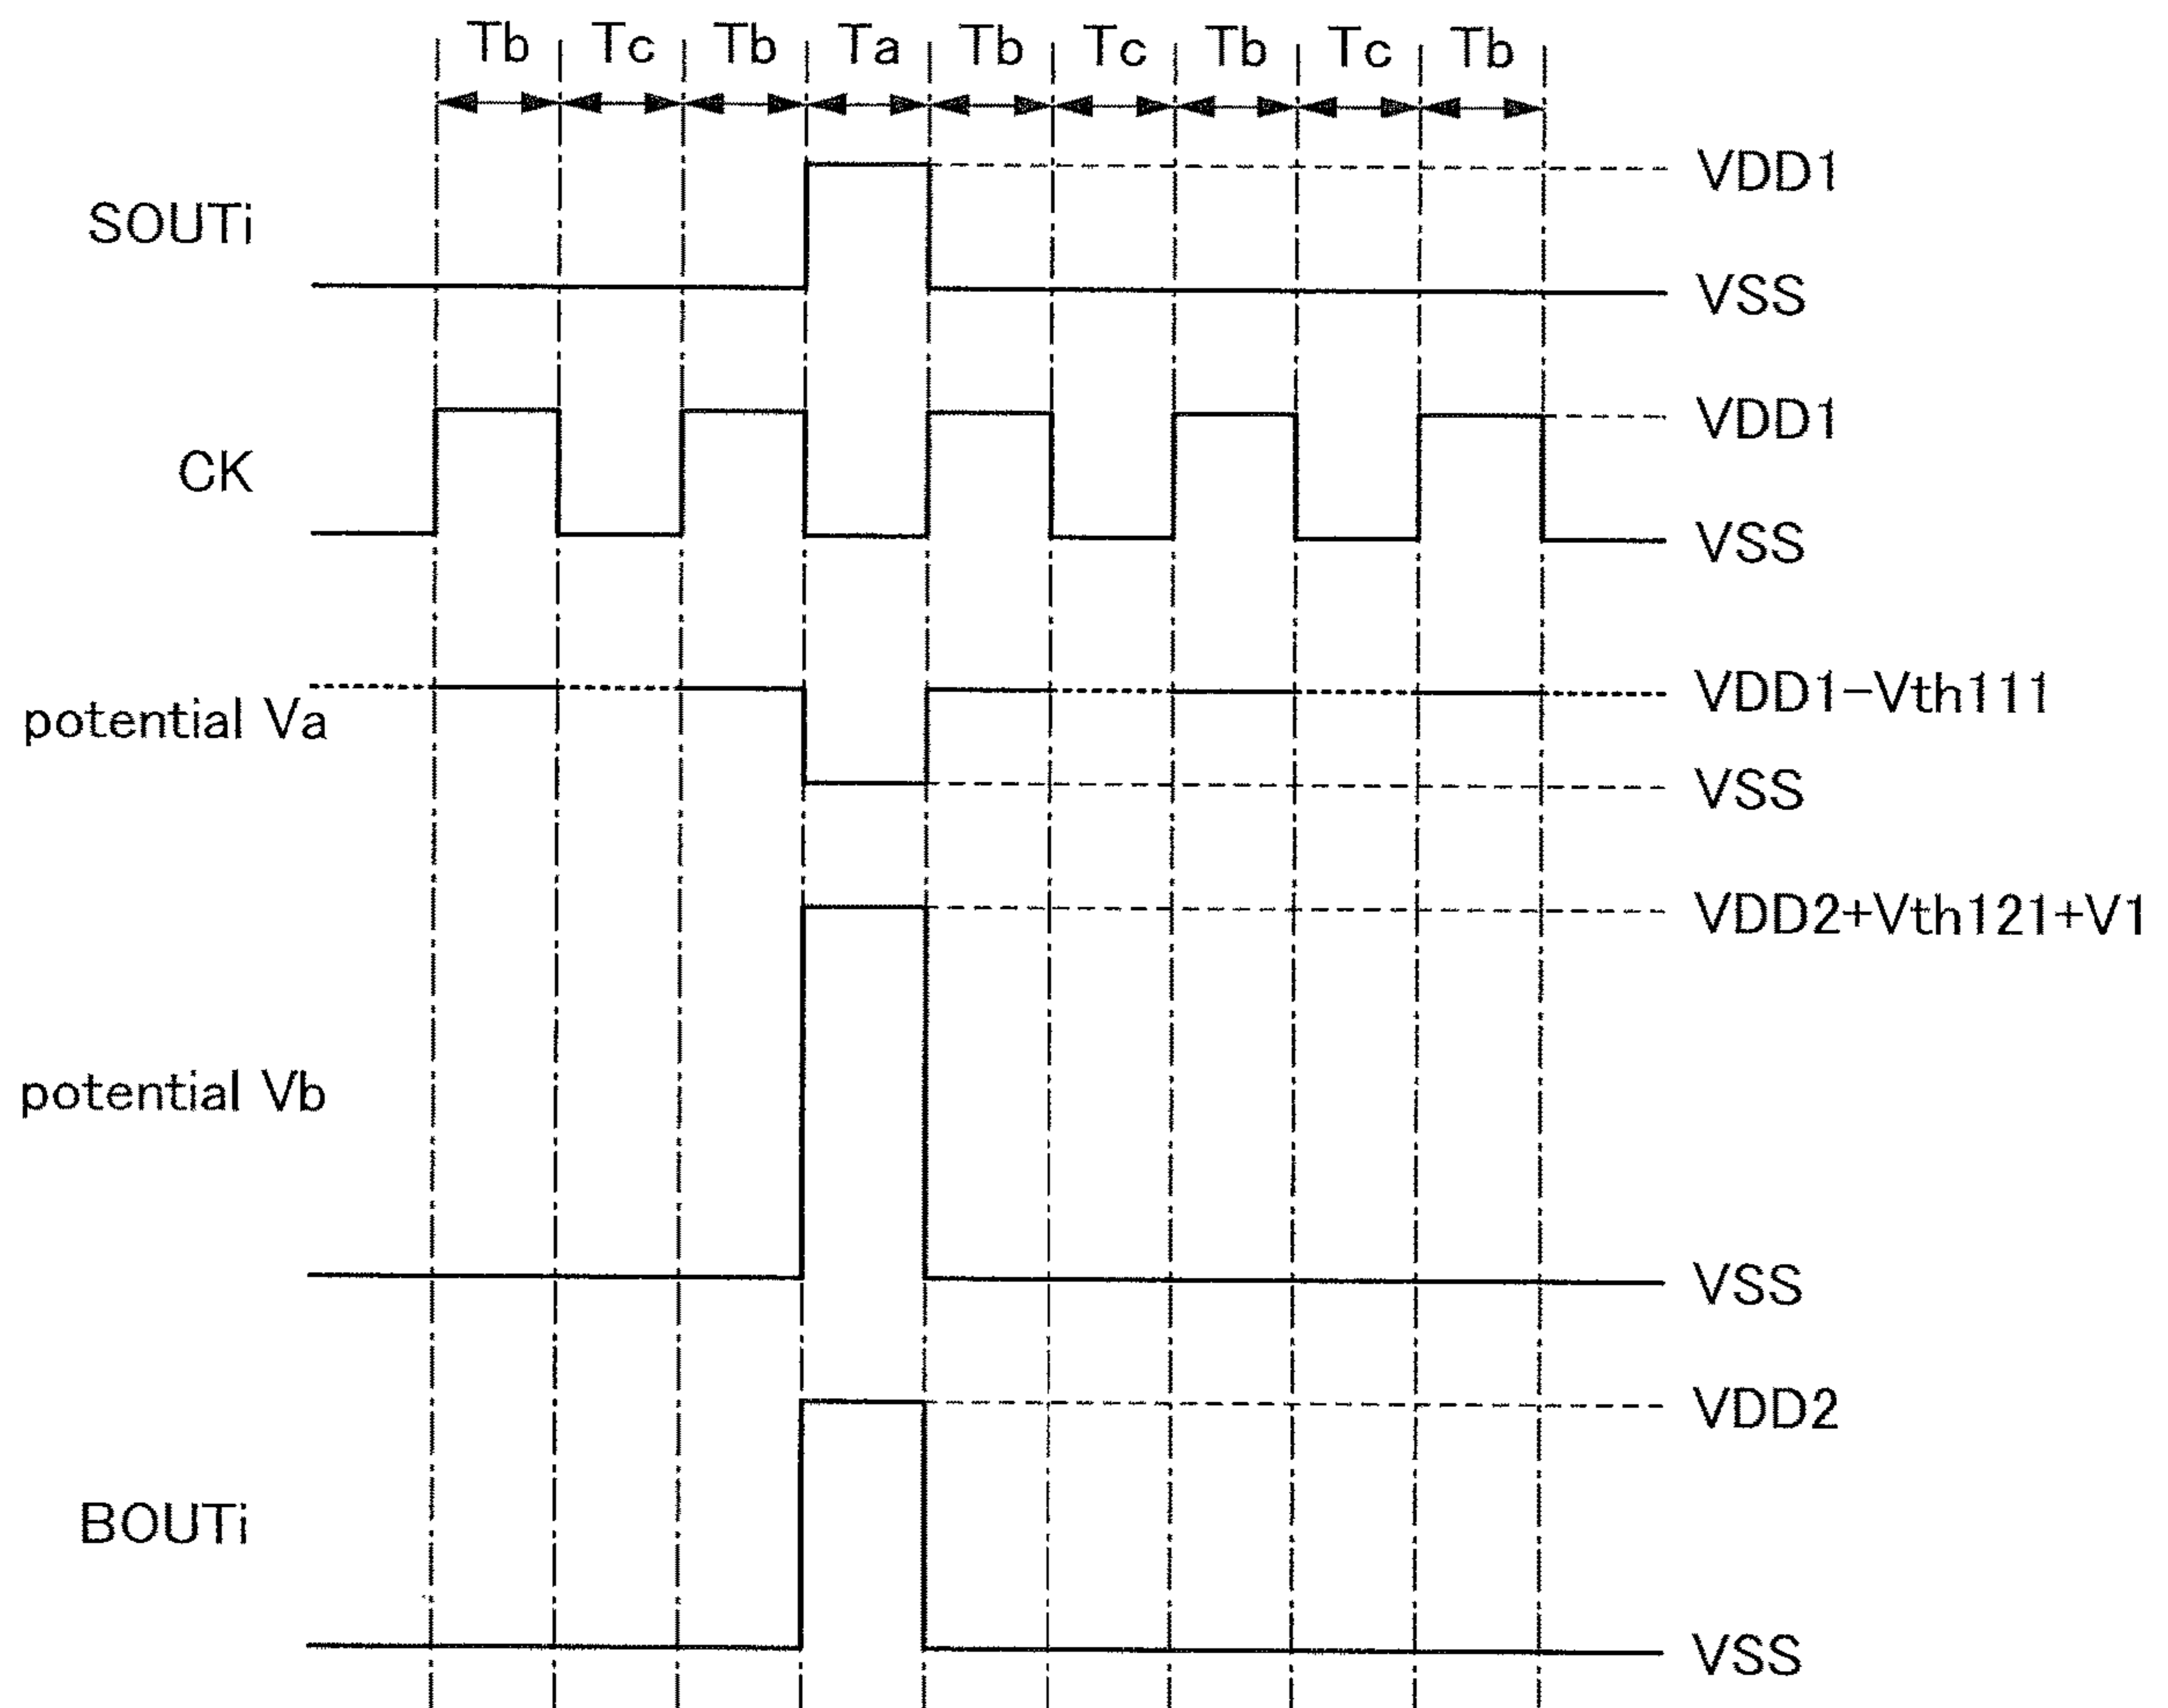 Tb Tc Tb Ta Tb Tc Tb Tc Tb
VDD1
SOUTi
VSS
VDD1
CK
VSS
VDD1-Vth111
potential Va
VSS
VDD2+Vth121+V1
potential Vb
VSS
VDD2
BOUTi
VSS